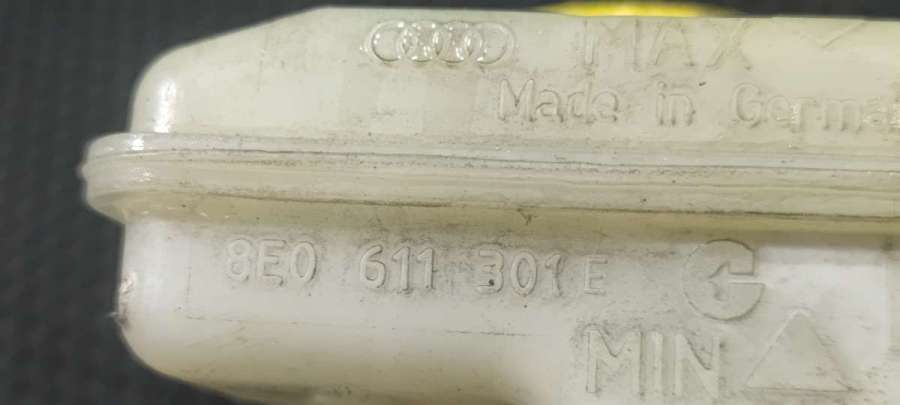 MAX
Made in Germa
8E0 611 301 E
MIN